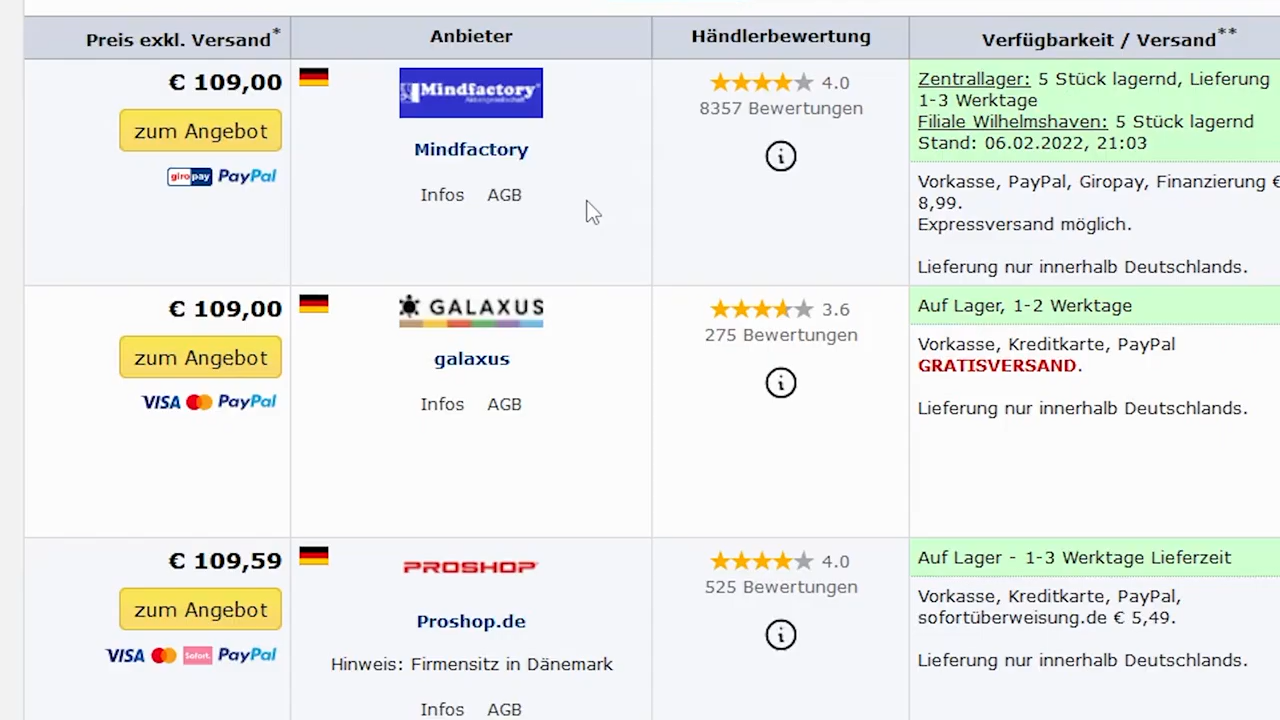 Preis exkl. Versand*
Anbieter
Händlerbewertung
Verfügbarkeit / Versand**
€ 109,00
zum Angebot
giropay PayPal
Mindfactory
Mindfactory
Infos AGB
4.0
8357 Bewertungen
Zentrallager: 5 Stück lagernd, Lieferung
1-3 Werktage
Filiale Wilhelmshaven: 5 Stück lagernd
Stand: 06.02.2022, 21:03
Vorkasse, PayPal, Giropay, Finanzierung €
8,99.
Expressversand möglich.
Lieferung nur innerhalb Deutschlands.
€ 109,00
zum Angebot
VISA PayPal
GALAXUS
galaxus
Infos AGB
3.6
275 Bewertungen
Auf Lager, 1-2 Werktage
Vorkasse, Kreditkarte, PayPal
GRATISVERSAND.
Lieferung nur innerhalb Deutschlands.
€ 109,59
zum Angebot
VISA Sofort. PayPal
PROSHOP
Proshop.de
Hinweis: Firmensitz in Dänemark
Infos AGB
4.0
525 Bewertungen
Auf Lager - 1-3 Werktage Lieferzeit
Vorkasse, Kreditkarte, PayPal,
sofortüberweisung.de € 5,49.
Lieferung nur innerhalb Deutschlands.